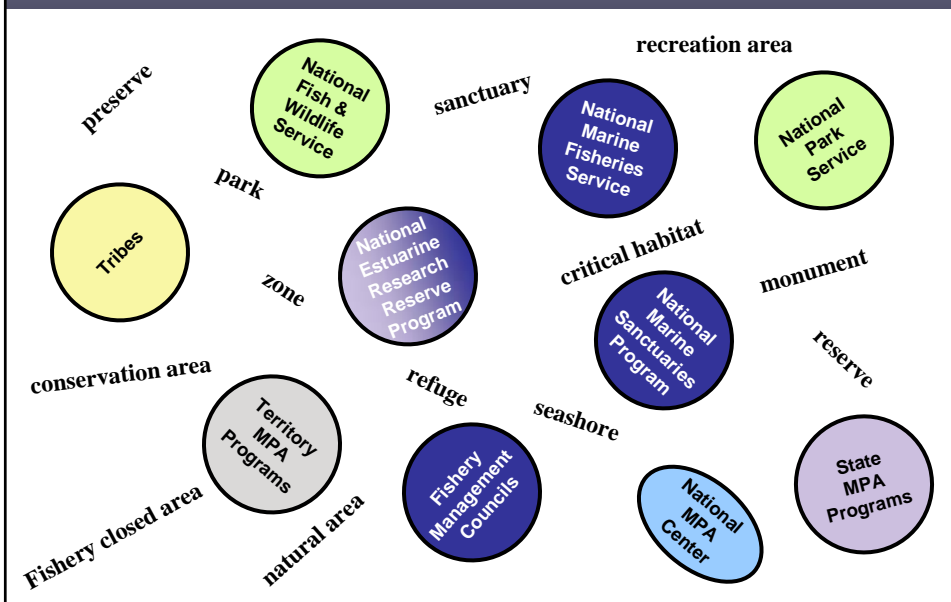 recreation area
preserve
National
Fish &
Wildlife
Service
sanctuary
National
Marine
Fisheries
Service
National
Park
Service
park
Tribes
zone
National
Estuarine
Research
Reserve
Program
critical habitat
monument
National
Marine
Sanctuaries
Program
reserve
conservation area
refuge
seashore
Territory
MPA
Programs
Fishery
Management
Councils
State
MPA
Programs
National
MPA
Center
Fishery closed area
natural area